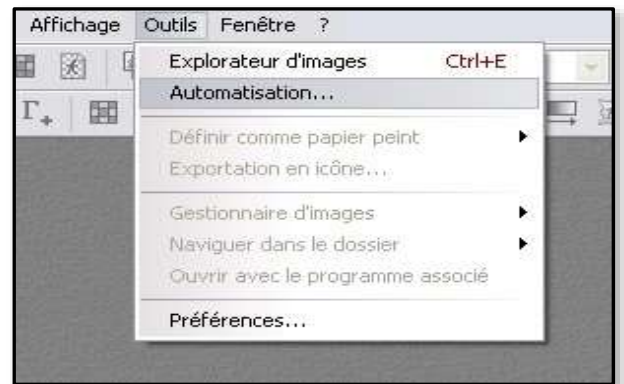 Affichage Outils Fenêtre ?
Explorateur d'images Ctrl+E
Automatisation...
Définir comme papier peint
Exportation en icône...
Gestionnaire d'images
Naviguer dans le dossier
Ouvrir avec le programme associé
Préférences...